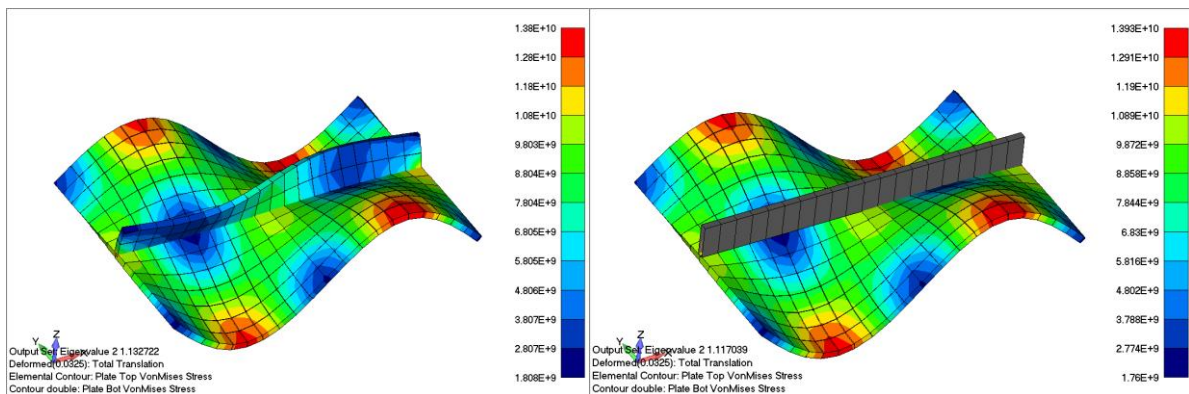 1.38E+10
1.28E+10
1.19E+10
1.08E+10
9.803E+9
8.804E+9
7.804E+9
6.805E+9
5.805E+9
4.806E+9
3.807E+9
2.807E+9
1.808E+9
Y Z X
Output Set: Eigenvalue 2 1.132722
Deformed(0.0325): Total Translation
Elemental Contour: Plate Top VonMises Stress
Contour double: Plate Bot VonMises Stress
1.393E+10
1.291E+10
1.19E+10
1.089E+10
9.872E+9
8.858E+9
7.844E+9
6.83E+9
5.816E+9
4.802E+9
3.788E+9
2.774E+9
1.76E+9
Y Z X
Output Set: Eigenvalue 2 1.117039
Deformed(0.0325): Total Translation
Elemental Contour: Plate Top VonMises Stress
Contour double: Plate Bot VonMises Stress